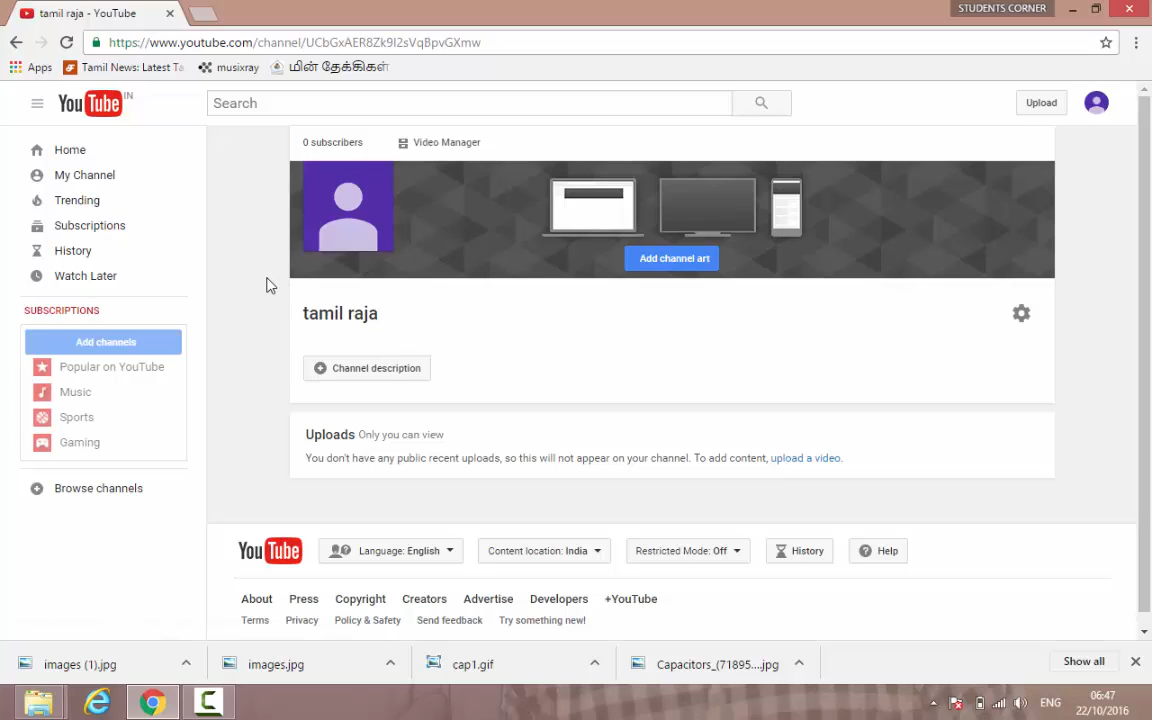 tamil raja - YouTube
STUDENTS CORNER
https://www.youtube.com/channel/UCbGxAER8Zk9I2sVqBpvGXmw
Apps
Tamil News: Latest Ta
musixray
மின் தேக்கிகள்
YouTube IN
Search
Upload
Home
My Channel
Trending
Subscriptions
History
Watch Later
SUBSCRIPTIONS
Add channels
Popular on YouTube
Music
Sports
Gaming
Browse channels
0 subscribers
Video Manager
Add channel art
tamil raja
Channel description
Uploads Only you can view
You don't have any public recent uploads, so this will not appear on your channel. To add content, upload a video.
YouTube
Language: English
Content location: India
Restricted Mode: Off
History
Help
About Press Copyright Creators Advertise Developers +YouTube
Terms Privacy Policy & Safety Send feedback Try something new!
images (1).jpg
images.jpg
cap1.gif
Capacitors_(71895....jpg
Show all
ENG
06:47
22/10/2016